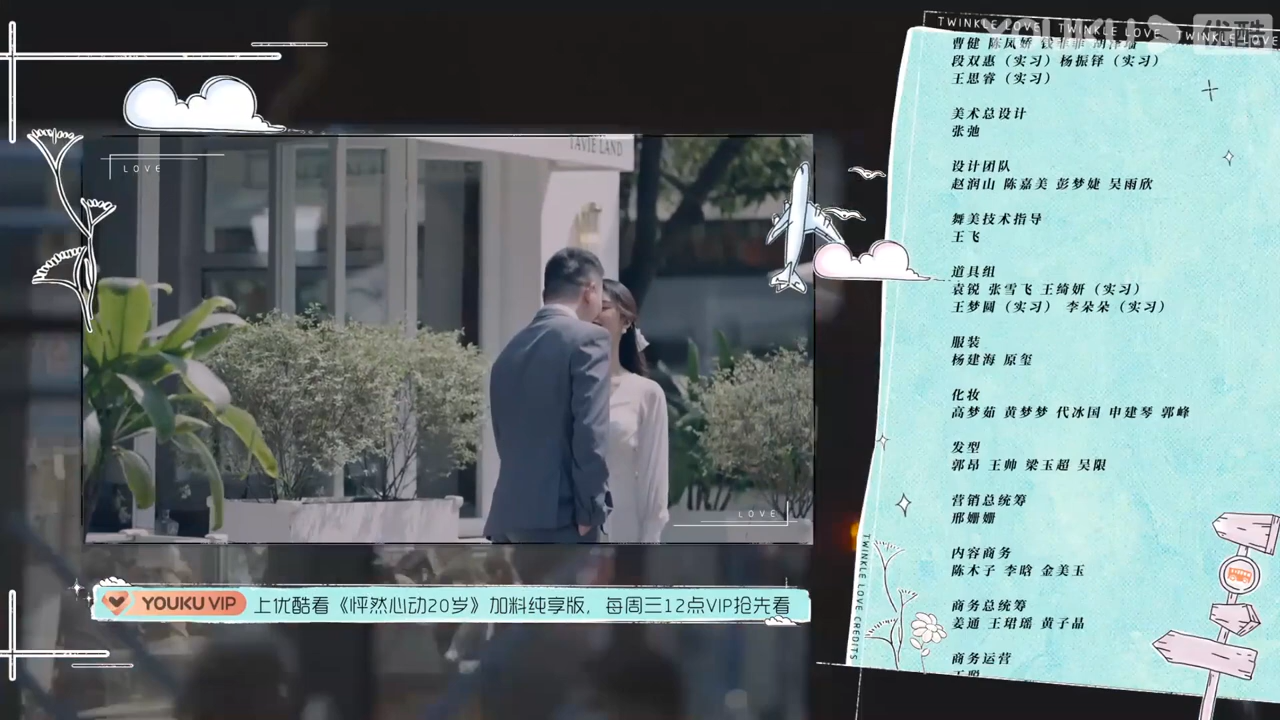 TWINKLE LOVE TWINKLE LOVE TWINKLE LOVE
YOUKU 优酷
段双惠（实习）杨振铎（实习）
王思睿（实习）
美术总设计
张弛
设计团队
赵润山 陈嘉美 彭梦婕 吴雨欣
舞美技术指导
王飞
道具组
袁锐 张雪飞 王绮妍（实习）
王梦圆（实习） 李朵朵（实习）
服装
杨建海 原玺
化妆
高梦茹 黄梦梦 代冰国 申建琴 郭峰
发型
郭昂 王帅 梁玉超 吴限
营销总统筹
邢姗姗
内容商务
陈木子 李晗 金美玉
商务总统筹
姜通 王珺瑶 黄子晶
商务运营
TWINKLE LOVE CREDITS
LOVE
TAVIE LAND
LOVE
YOUKU VIP 上优酷看《怦然心动20岁》加料纯享版，每周三12点VIP抢先看